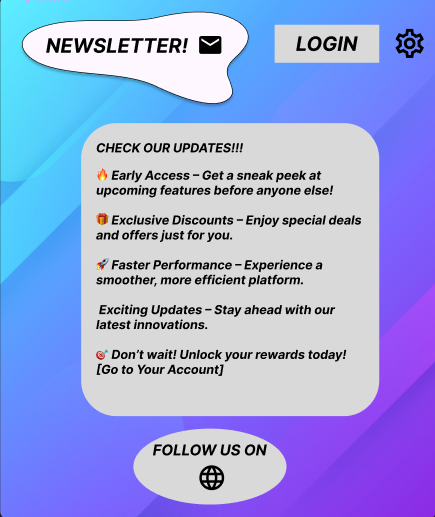 NEWSLETTER!
LOGIN
CHECK OUR UPDATES!!!
🔥 Early Access – Get a sneak peek at
upcoming features before anyone else!
🎁 Exclusive Discounts – Enjoy special deals
and offers just for you.
🚀 Faster Performance – Experience a
smoother, more efficient platform.
Exciting Updates – Stay ahead with our
latest innovations.
🎯 Don't wait! Unlock your rewards today!
[Go to Your Account]
FOLLOW US ON